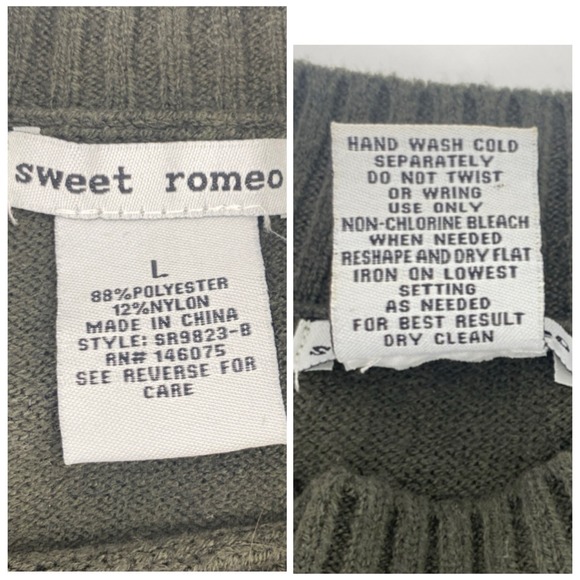 sweet romeo
L
88%POLYESTER
12%NYLON
MADE IN CHINA
STYLE: SR9823-B
RN# 146075
SEE REVERSE FOR
CARE
HAND WASH COLD
SEPARATELY
DO NOT TWIST
OR WRING
USE ONLY
NON-CHLORINE BLEACH
WHEN NEEDED
RESHAPE AND DRY FLAT
IRON ON LOWEST
SETTING
AS NEEDED
FOR BEST RESULT
DRY CLEAN